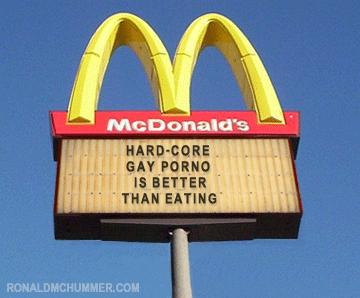 McDonald's
HARD-CORE
GAY PORNO
IS BETTER
THAN EATING
RONALDMCHUMMER.COM